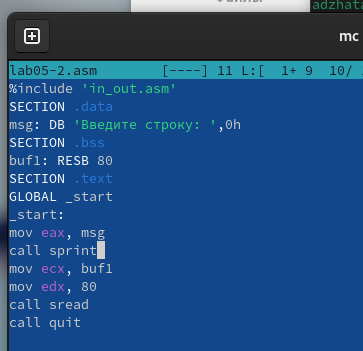 adzhat
mc
lab05-2.asm [----] 11 L:[ 1+ 9 10/
%include 'in_out.asm'
SECTION .data
msg: DB 'Введите строку: ',0h
SECTION .bss
buf1: RESB 80
SECTION .text
GLOBAL _start
_start:
mov eax, msg
call sprint
mov ecx, buf1
mov edx, 80
call sread
call quit